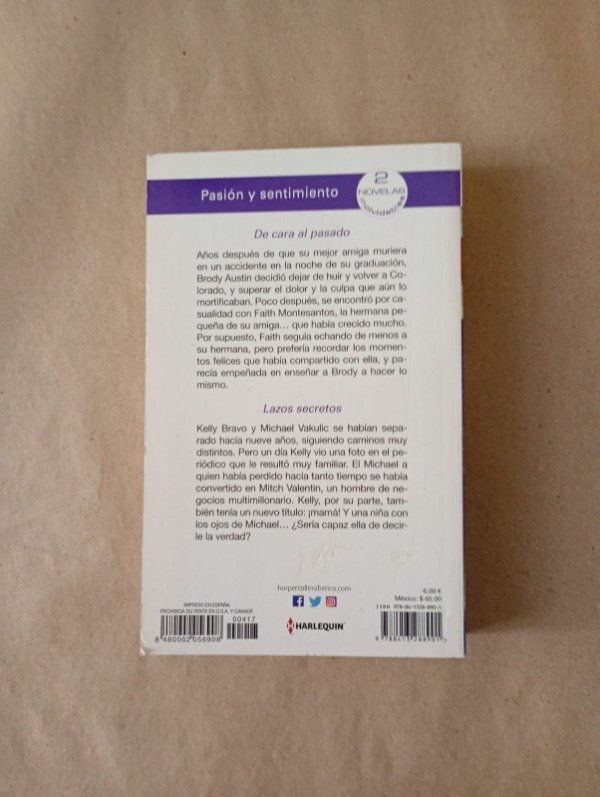 Pasión y sentimiento
2
NOVELAS
inolvidables
De cara al pasado
Años después de que su mejor amiga muriera
en un accidente en la noche de su graduación,
Brody Austin decidió dejar de huir y volver a Co-
lorado, y superar el dolor y la culpa que aún lo
mortificaban. Poco después, se encontró por ca-
sualidad con Faith Montesantos, la hermana pe-
queña de su amiga... que había crecido mucho.
Por supuesto, Faith seguía echando de menos a
su hermana, pero prefería recordar los momen-
tos felices que había compartido con ella, y pa-
recía empeñada en enseñar a Brody a hacer lo
mismo.
Lazos secretos
Kelly Bravo y Michael Vakulic se habían sepa-
rado hacía nueve años, siguiendo caminos muy
distintos. Pero un día Kelly vio una foto en el pe-
riódico que le resultó muy familiar. El Michael a
quien había perdido hacía tanto tiempo se había
convertido en Mitch Valentin, un hombre de ne-
gocios multimillonario. Kelly, por su parte, tam-
bién tenía un nuevo título: ¡mamá! Y una niña con
los ojos de Michael... ¿Sería capaz ella de decir-
le la verdad?
harpercollinsiberica.com
IMPRESO EN ESPAÑA
PROHIBIDA SU VENTA EN U.S.A. Y CANADÁ
00417
8 480002 056908
HARLEQUIN
6,00 €
México: $ 65.00
ISBN 978-84-1328-890-1
9 788413 288901